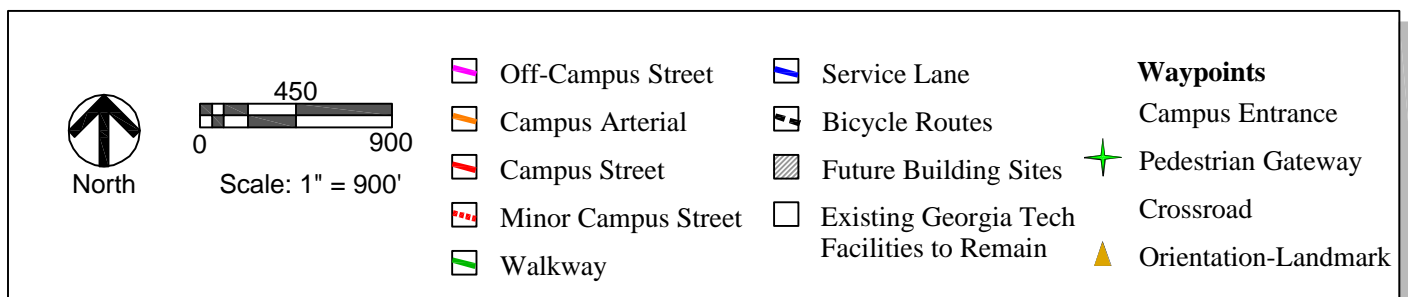 North
450
0
900
Scale: 1" = 900'
Off-Campus Street
Campus Arterial
Campus Street
Minor Campus Street
Walkway
Service Lane
Bicycle Routes
Future Building Sites
Existing Georgia Tech
Facilities to Remain
Waypoints
Campus Entrance
Pedestrian Gateway
Crossroad
Orientation-Landmark